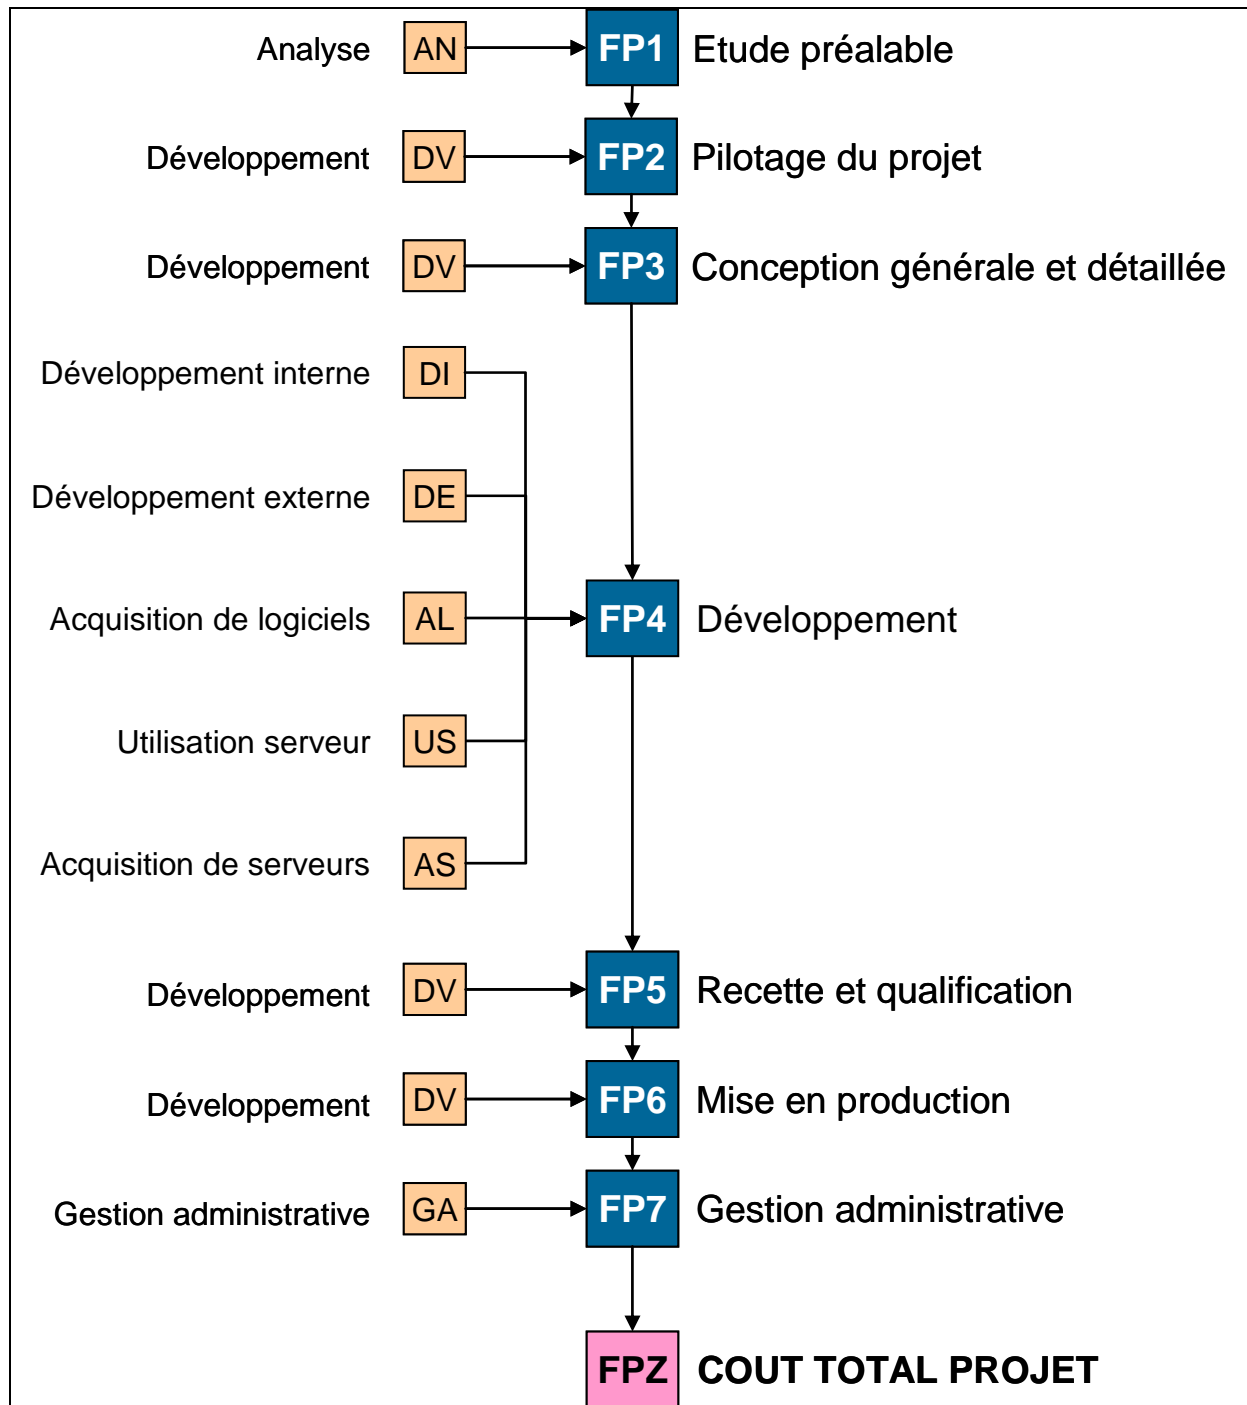 Analyse AN FP1 Etude préalable
Développement DV FP2 Pilotage du projet
Développement DV FP3 Conception générale et détaillée
Développement interne DI
Développement externe DE
Acquisition de logiciels AL FP4 Développement
Utilisation serveur US
Acquisition de serveurs AS
Développement DV FP5 Recette et qualification
Développement DV FP6 Mise en production
Gestion administrative GA FP7 Gestion administrative
FPZ COUT TOTAL PROJET